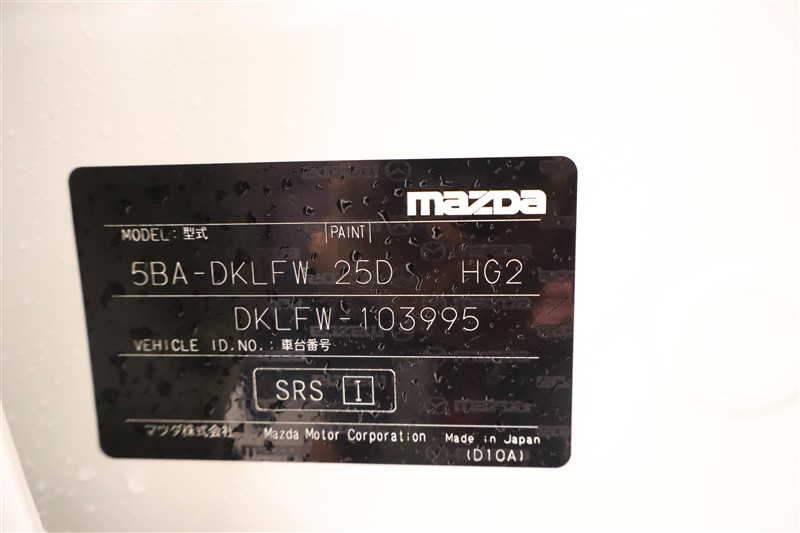 mazda
MODEL: 型式 |PAINT|
5BA-DKLFW 25D HG2
DKLFW-103995
VEHICLE ID.NO.: 車台番号
SRS I
マツダ株式会社 Mazda Motor Corporation Made in Japan
(D10A)